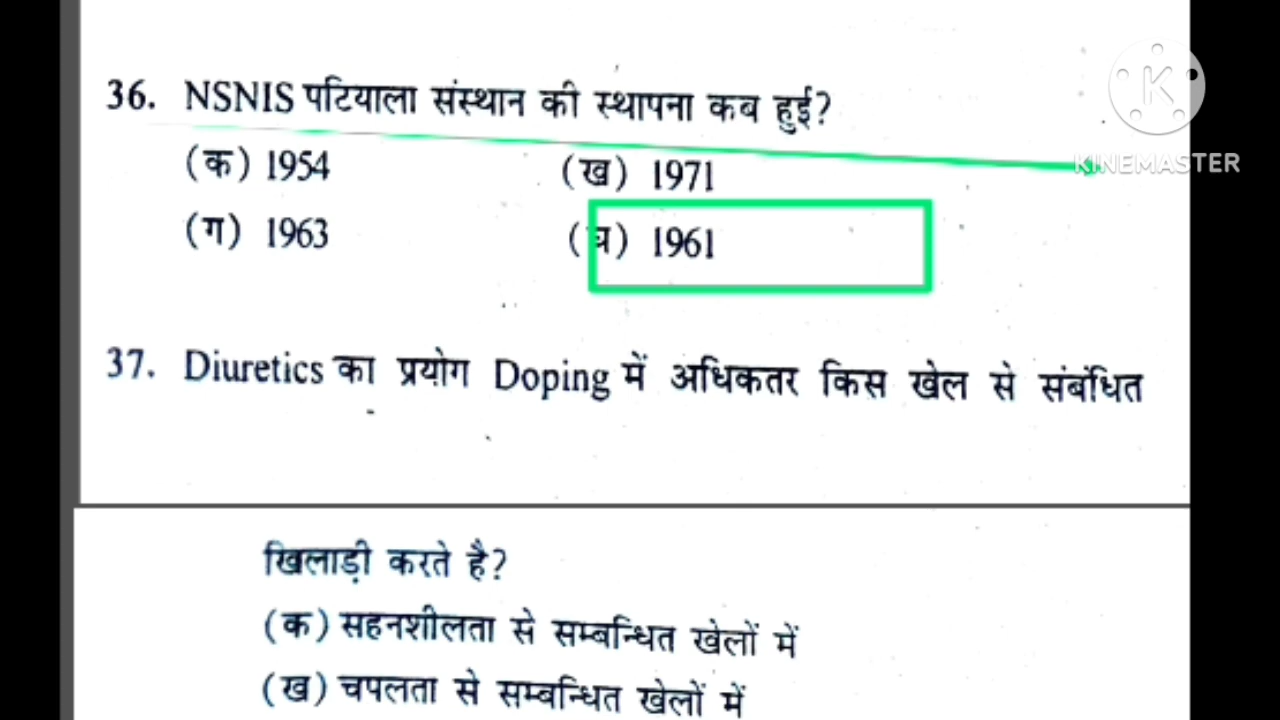 36. NSNIS पटियाला संस्थान की स्थापना कब हुई?
KINEMASTER
(क) 1954 (ख) 1971
(ग) 1963 (घ) 1961
37. Diuretics का प्रयोग Doping में अधिकतर किस खेल से संबंधित
खिलाड़ी करते है?
(क) सहनशीलता से सम्बन्धित खेलों में
(ख) चपलता से सम्बन्धित खेलों में